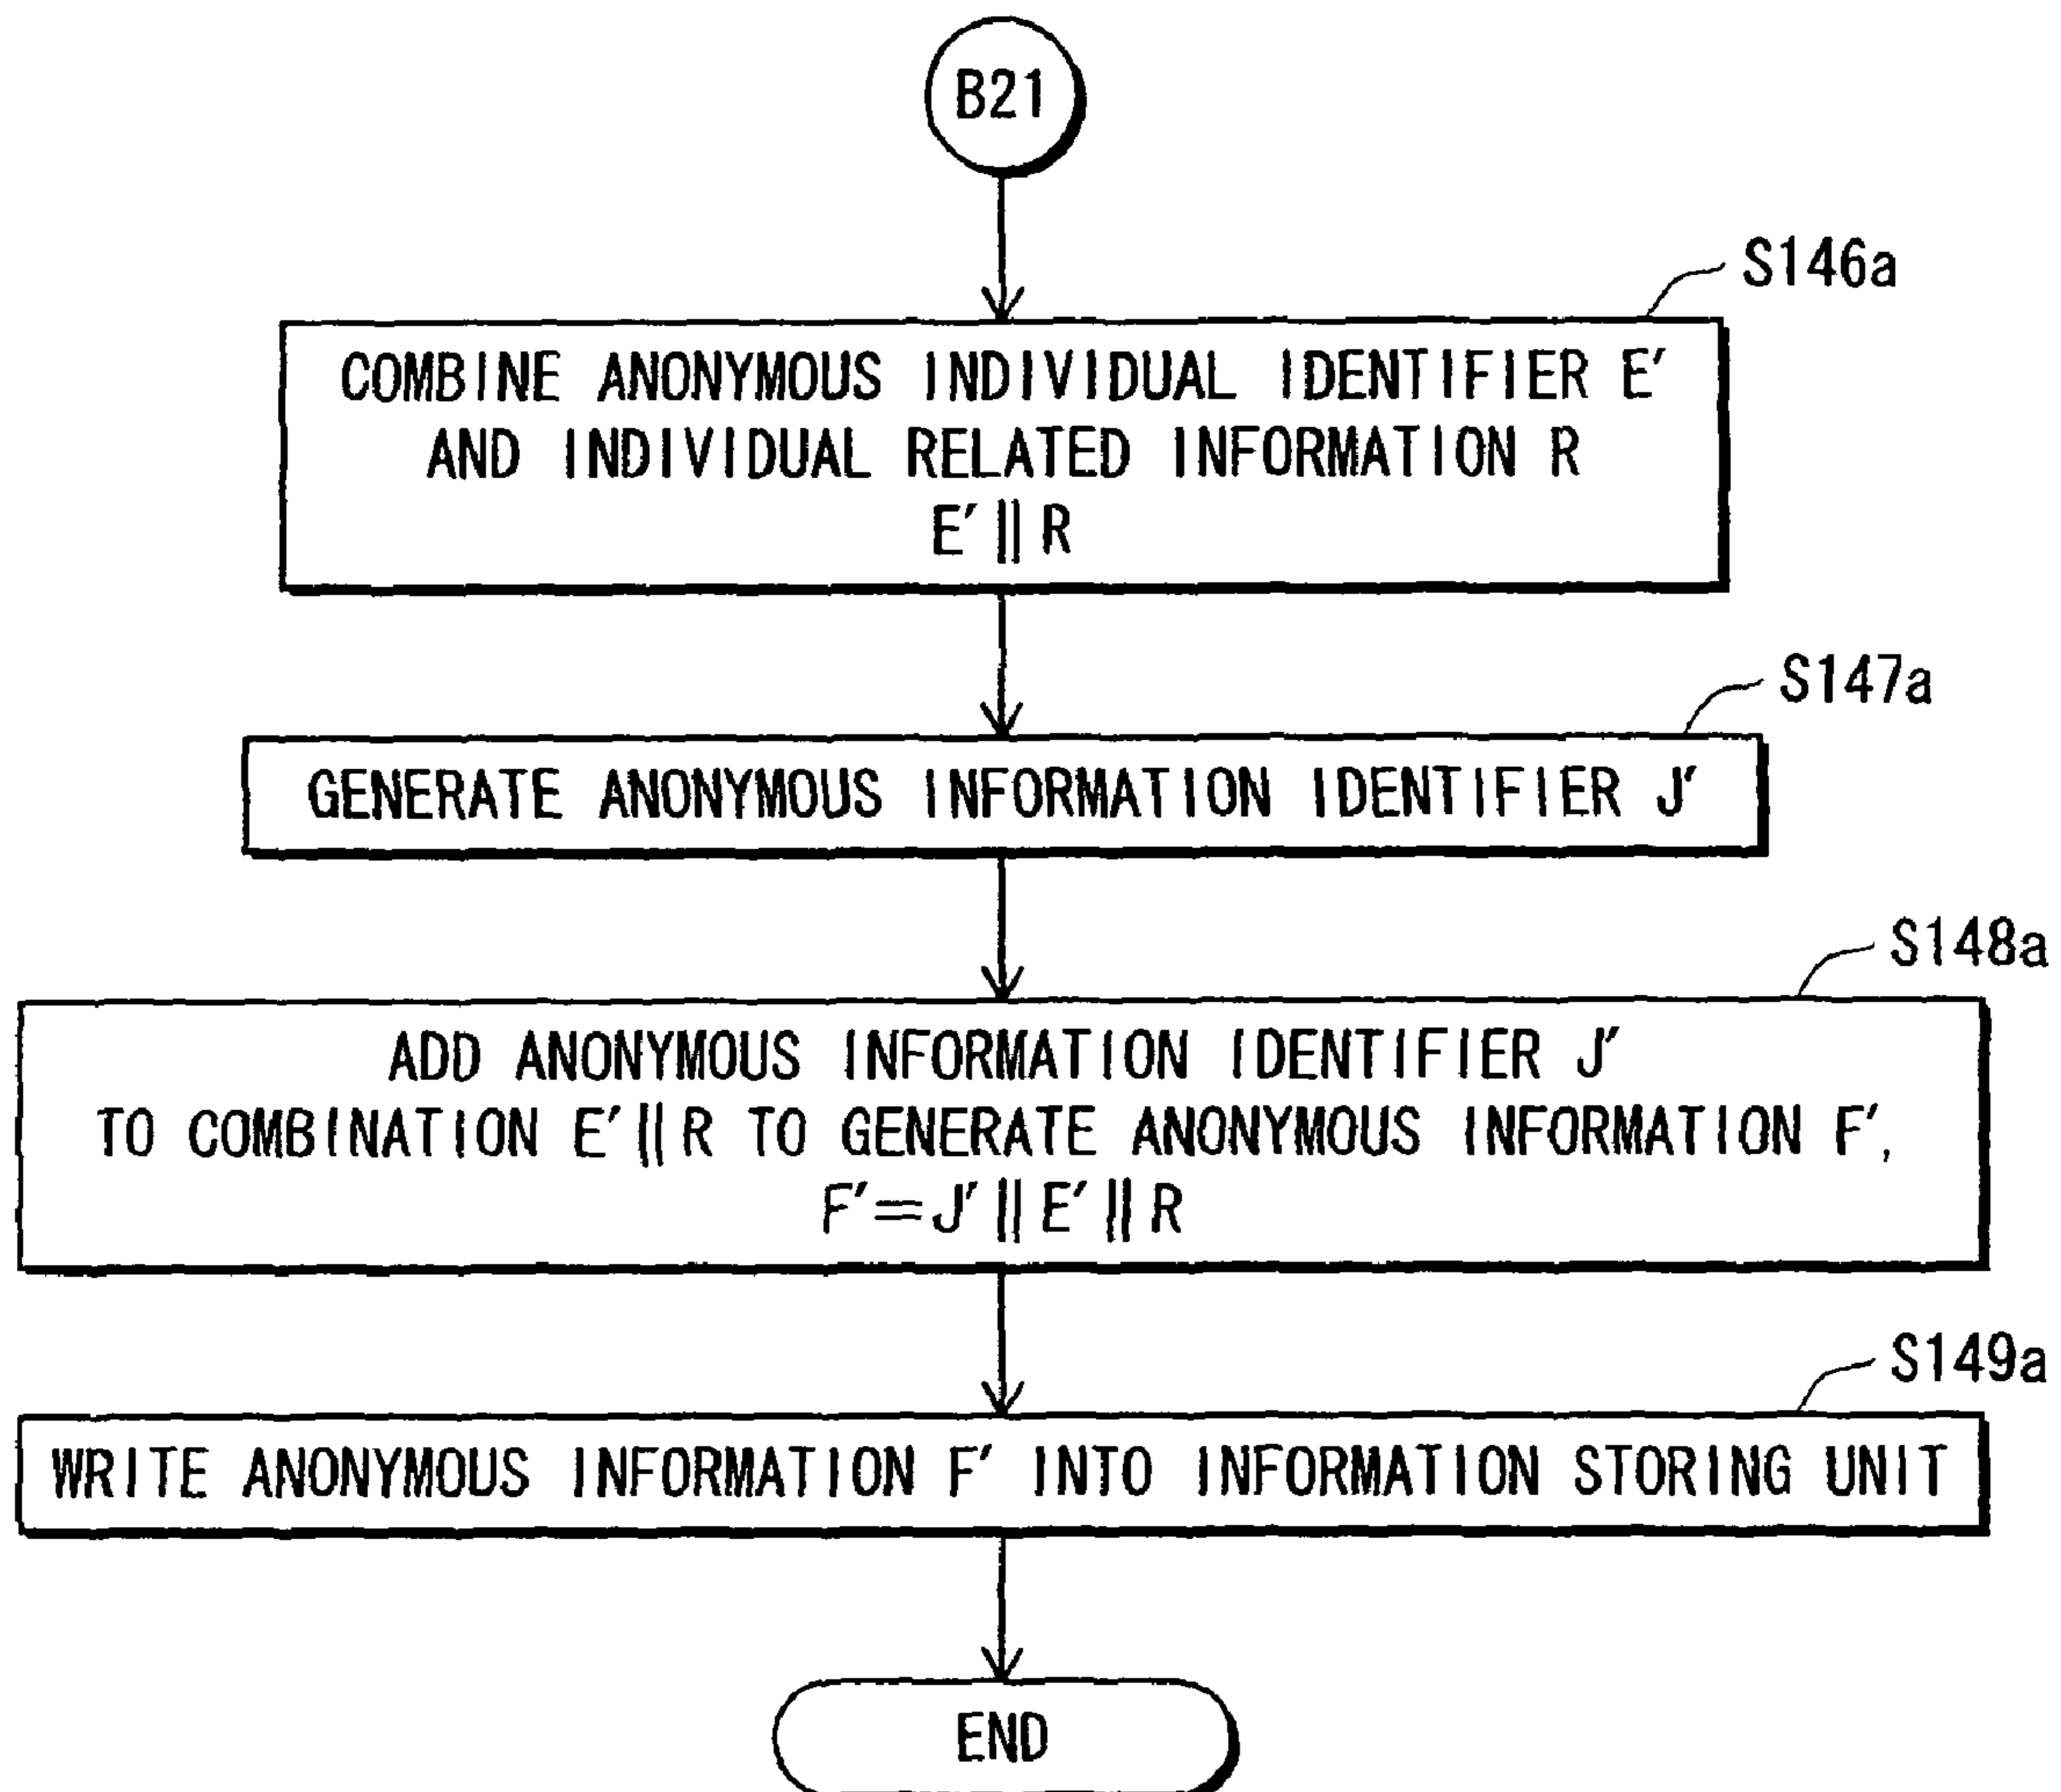 B21
S146a
COMBINE ANONYMOUS INDIVIDUAL IDENTIFIER E'
AND INDIVIDUAL RELATED INFORMATION R
E'||R
S147a
GENERATE ANONYMOUS INFORMATION IDENTIFIER J'
S148a
ADD ANONYMOUS INFORMATION IDENTIFIER J'
TO COMBINATION E'||R TO GENERATE ANONYMOUS INFORMATION F',
F'=J'||E'||R
S149a
WRITE ANONYMOUS INFORMATION F' INTO INFORMATION STORING UNIT
END